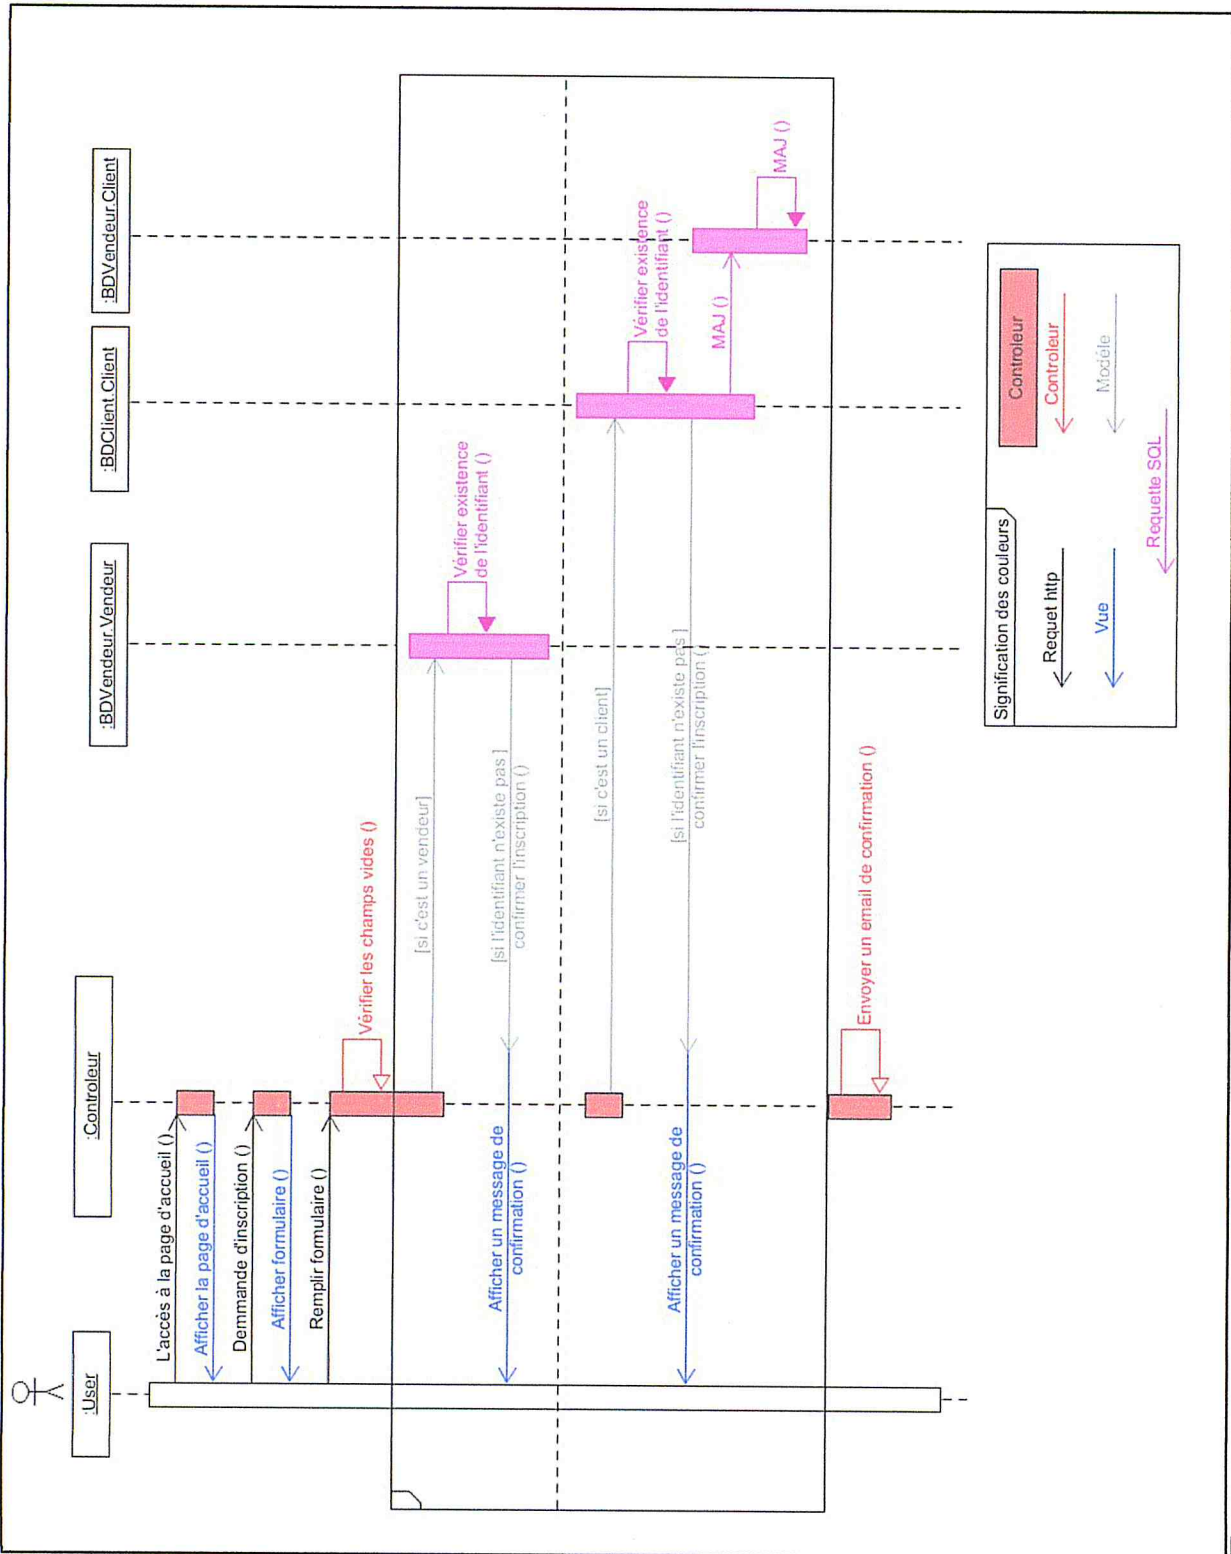 :User
:Controleur
:BDVendeur.Vendeur
:BDClient.Client
:BDVendeur.Client
L'accès à la page d'accueil ()
Afficher la page d'accueil ()
Demmande d'inscription ()
Afficher formulaire ()
Remplir formulaire ()
Vérifier les champs vides ()
[si c'est un vendeur]
Vérifier existence
de l'identifiant ()
[si l'identifiant n'existe pas ]
confirmer l'inscription ()
Afficher un message de
confirmation ()
[si c'est un client]
Vérifier existence
de l'identifiant ()
[si l'identifiant n'existe pas ]
confirmer l'inscription ()
Afficher un message de
confirmation ()
MAJ ()
MAJ ()
Envoyer un email de confirmation ()
Signification des couleurs
Requet http
Controleur
Controleur
Vue
Modèle
Requette SQL